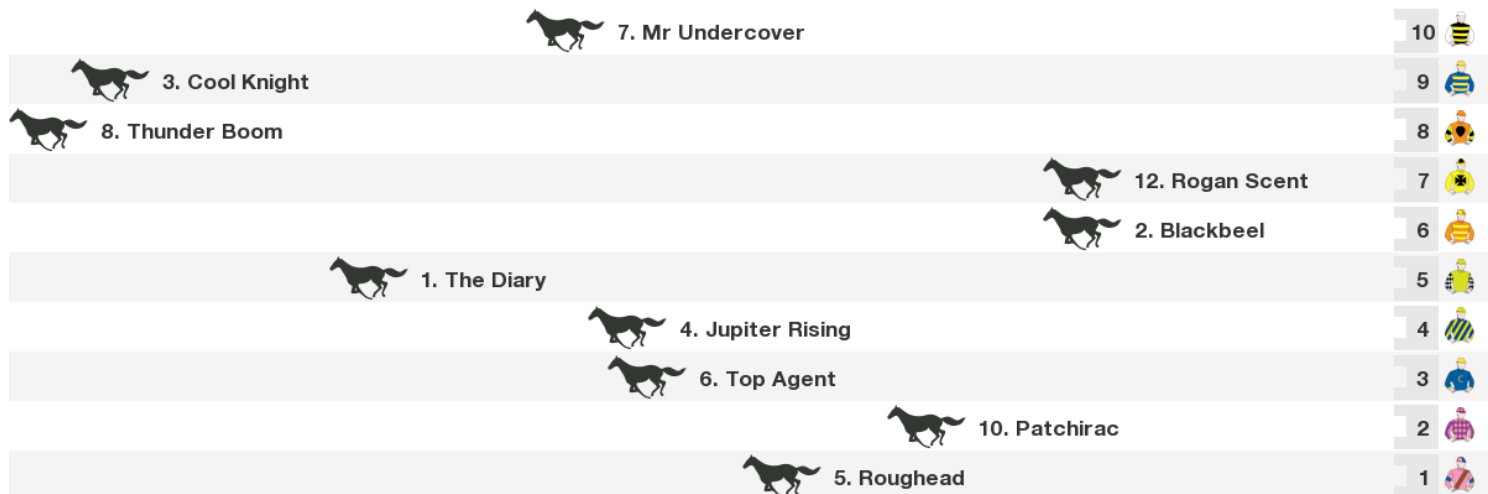 7. Mr Undercover 10
3. Cool Knight 9
8. Thunder Boom 8
12. Rogan Scent 7
2. Blackbeel 6
1. The Diary 5
4. Jupiter Rising 4
6. Top Agent 3
10. Patchirac 2
5. Roughead 1